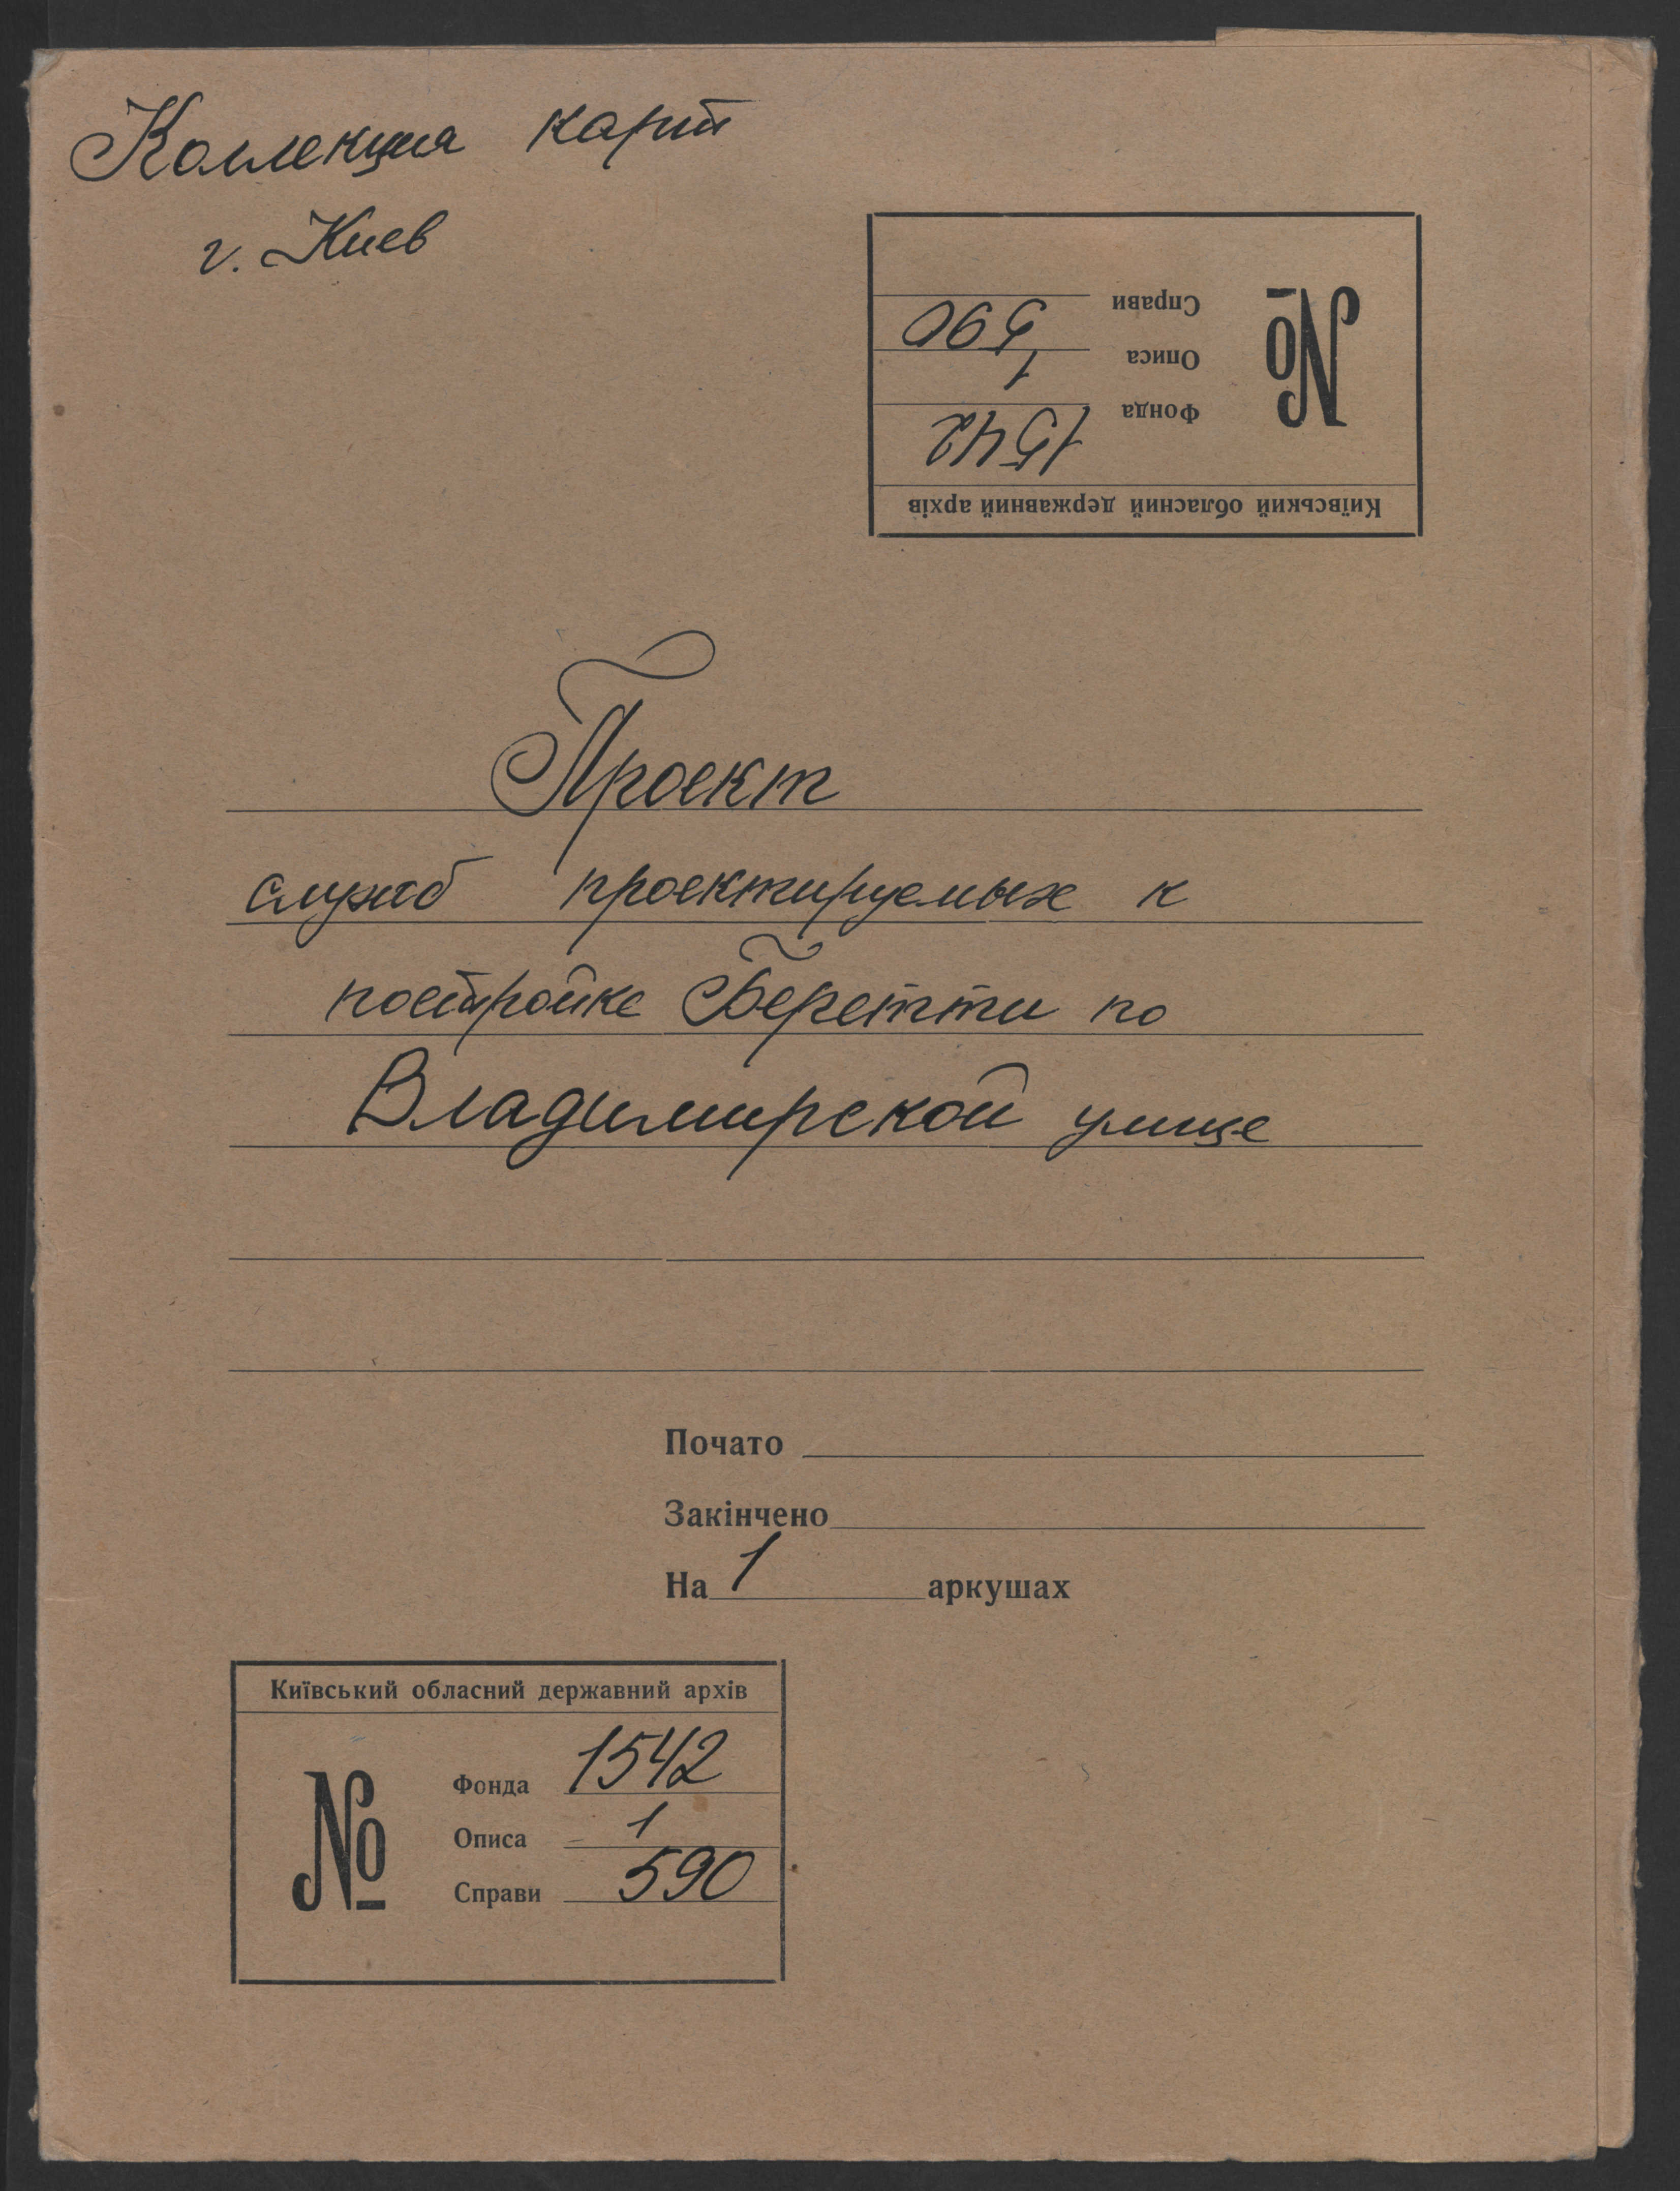 Коллекция карт
г. Киев
Київський обласний державний архів
№
Фонда 1542
Описа 1
Справи 590
Проект
служб проектируемых к
постройке Беретти по
Владимирской улице
Почато
Закінчено
На 1 аркушах
Київський обласний державний архів
№
Фонда 1542
Описа 1
Справи 590